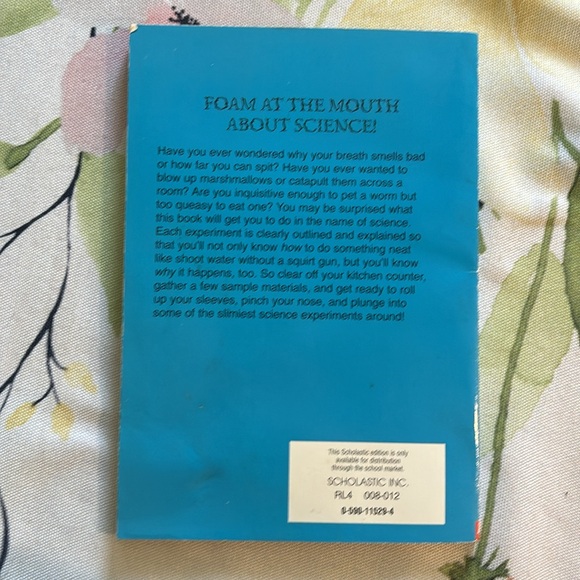 FOAM AT THE MOUTH
ABOUT SCIENCE!
Have you ever wondered why your breath smells bad
or how far you can spit? Have you ever wanted to
blow up marshmallows or catapult them across a
room? Are you inquisitive enough to pet a worm but
too queasy to eat one? You may be surprised what
this book will get you to do in the name of science.
Each experiment is clearly outlined and explained so
that you'll not only know how to do something neat
like shoot water without a squirt gun, but you'll know
why it happens, too. So clear off your kitchen counter,
gather a few sample materials, and get ready to roll
up your sleeves, pinch your nose, and plunge into
some of the slimiest science experiments around!
This Scholastic edition is only
available for distribution
through the school market.
SCHOLASTIC INC.
RL4 008-012
0-590-11529-4